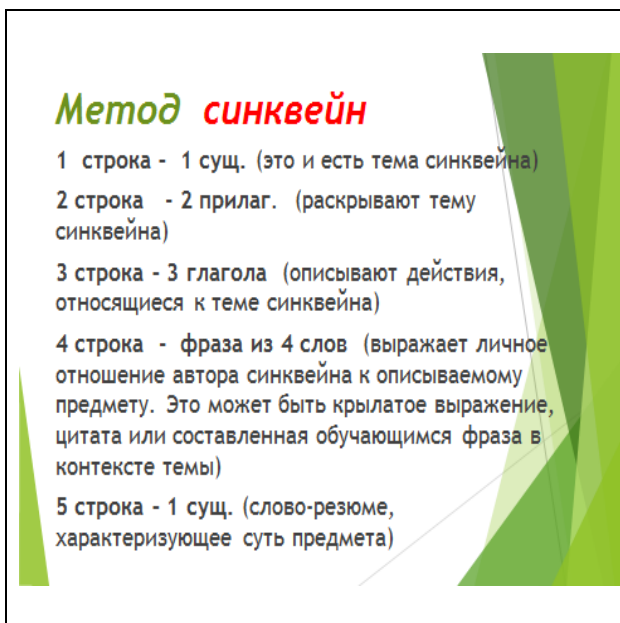 Метод синквейн
1 строка - 1 сущ. (это и есть тема синквейна)
2 строка - 2 прилаг. (раскрывают тему
синквейна)
3 строка - 3 глагола (описывают действия,
относящиеся к теме синквейна)
4 строка - фраза из 4 слов (выражает личное
отношение автора синквейна к описываемому
предмету. Это может быть крылатое выражение,
цитата или составленная обучающимся фраза в
контексте темы)
5 строка - 1 сущ. (слово-резюме,
характеризующее суть предмета)